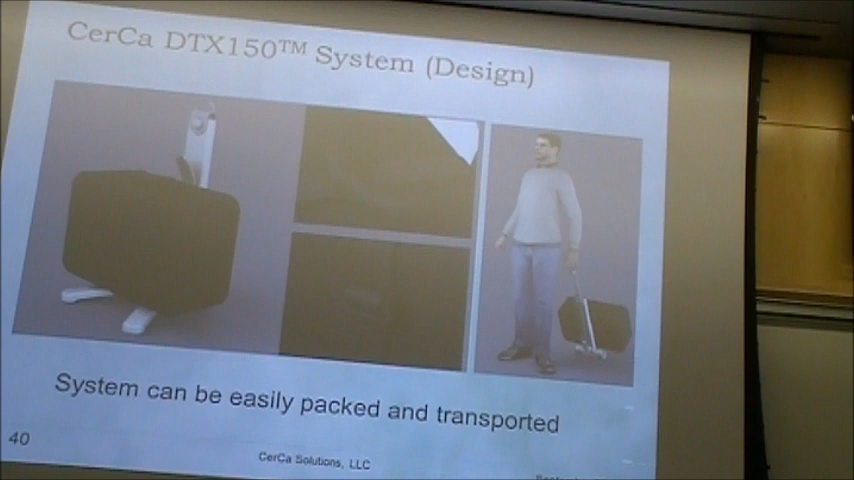 CerCa DTX150™ System (Design)
System can be easily packed and transported
40
CerCa Solutions, LLC